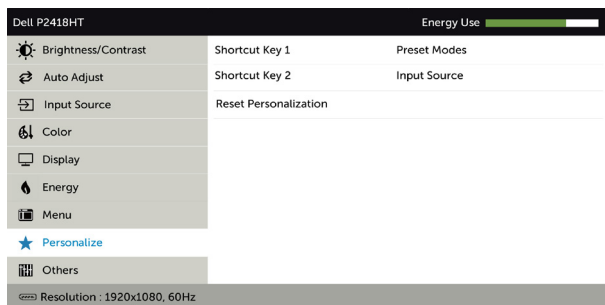 Dell P2418HT Energy Use
Brightness/Contrast Shortcut Key 1 Preset Modes
Auto Adjust Shortcut Key 2 Input Source
Input Source Reset Personalization
Color
Display
Energy
Menu
Personalize
Others
Resolution : 1920x1080, 60Hz